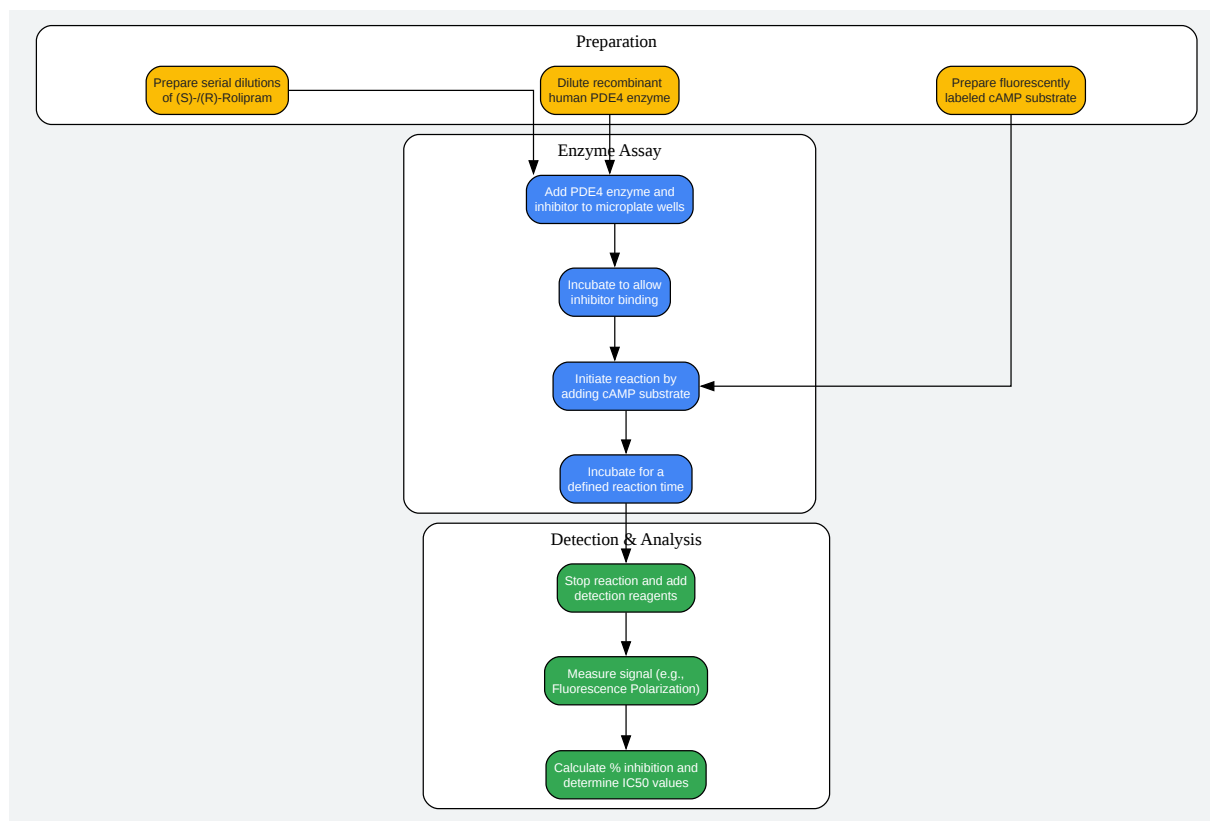 Preparation
Prepare serial dilutions
of (S)-/(R)-Rolipram
Dilute recombinant
human PDE4 enzyme
Prepare fluorescently
labeled cAMP substrate
Enzyme Assay
Add PDE4 enzyme and
inhibitor to microplate wells
Incubate to allow
inhibitor binding
Initiate reaction by
adding cAMP substrate
Incubate for a
defined reaction time
Detection & Analysis
Stop reaction and add
detection reagents
Measure signal (e.g.,
Fluorescence Polarization)
Calculate % inhibition and
determine IC50 values